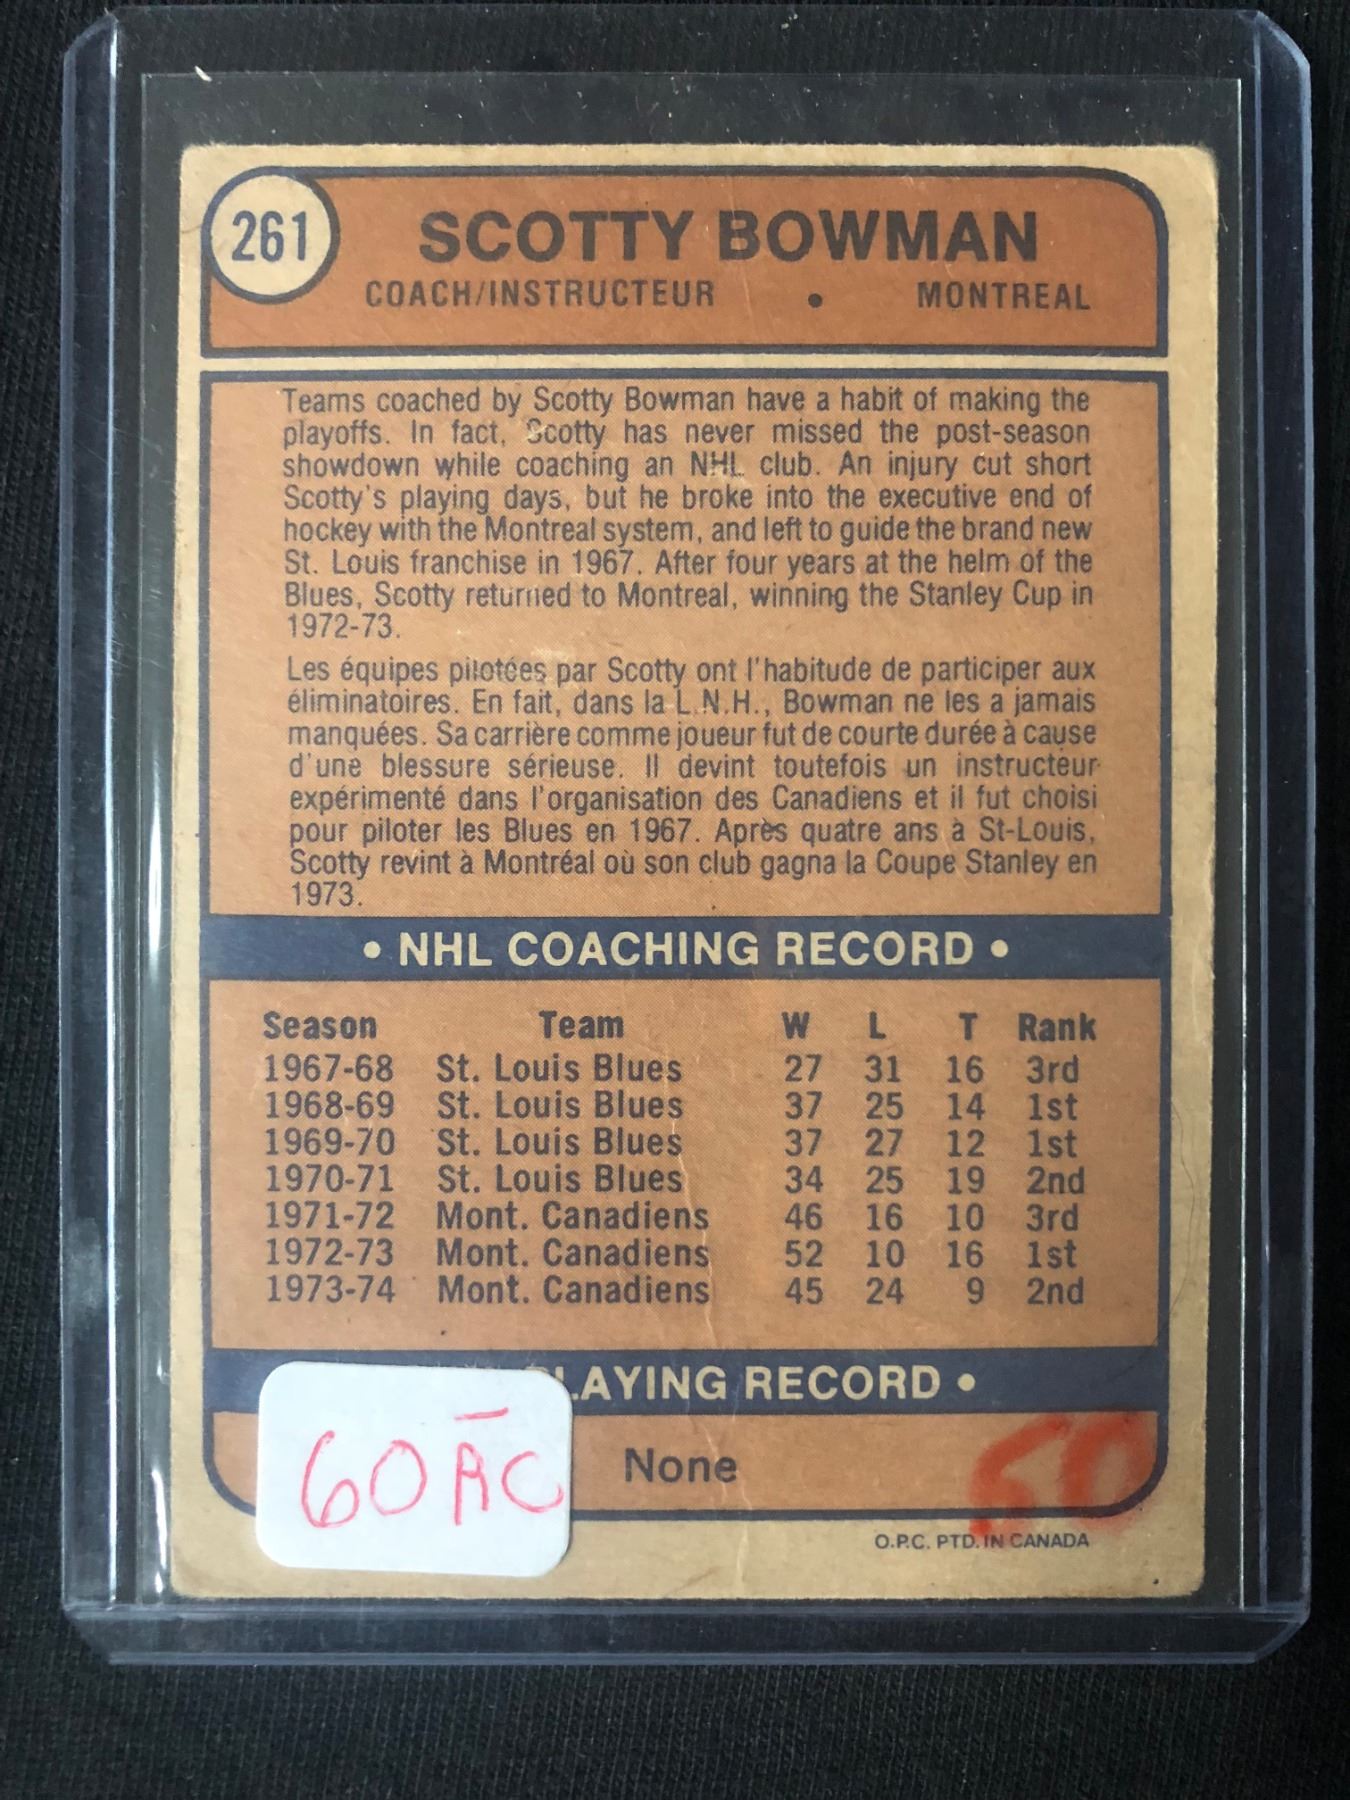 261
SCOTTY BOWMAN
COACH/INSTRUCTEUR • MONTREAL
Teams coached by Scotty Bowman have a habit of making the
playoffs. In fact, Scotty has never missed the post-season
showdown while coaching an NHL club. An injury cut short
Scotty's playing days, but he broke into the executive end of
hockey with the Montreal system, and left to guide the brand new
St. Louis franchise in 1967. After four years at the helm of the
Blues, Scotty returned to Montreal, winning the Stanley Cup in
1972-73.
Les équipes pilotées par Scotty ont l'habitude de participer aux
éliminatoires. En fait, dans la L.N.H., Bowman ne les a jamais
manquées. Sa carrière comme joueur fut de courte durée à cause
d'une blessure sérieuse. Il devint toutefois un instructeur
expérimenté dans l'organisation des Canadiens et il fut choisi
pour piloter les Blues en 1967. Après quatre ans à St-Louis,
Scotty revint à Montréal où son club gagna la Coupe Stanley en
1973.
• NHL COACHING RECORD •
Season Team W L T Rank
1967-68 St. Louis Blues 27 31 16 3rd
1968-69 St. Louis Blues 37 25 14 1st
1969-70 St. Louis Blues 37 27 12 1st
1970-71 St. Louis Blues 34 25 19 2nd
1971-72 Mont. Canadiens 46 16 10 3rd
1972-73 Mont. Canadiens 52 10 16 1st
1973-74 Mont. Canadiens 45 24 9 2nd
LAYING RECORD •
None
60 AC
50
O.P.C. PTD. IN CANADA